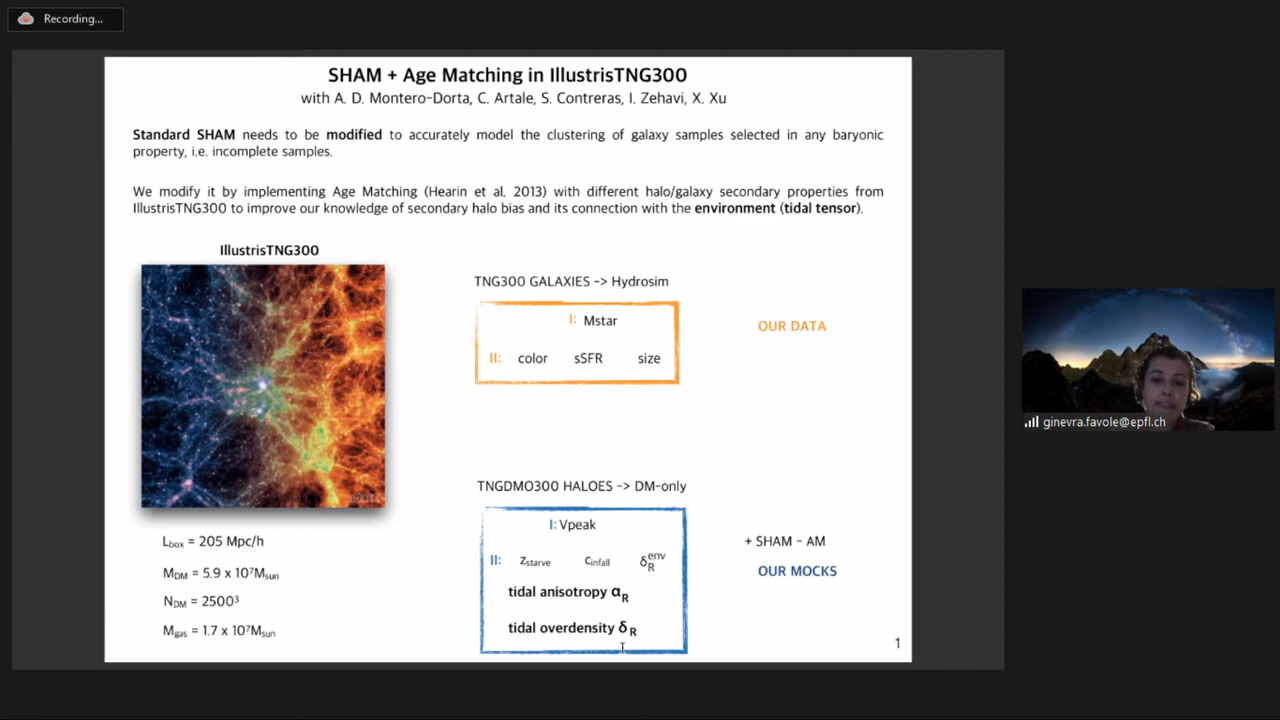 Recording...
SHAM + Age Matching in IllustrisTNG300
with A. D. Montero-Dorta, C. Artale, S. Contreras, I. Zehavi, X. Xu
Standard SHAM needs to be modified to accurately model the clustering of galaxy samples selected in any baryonic
property, i.e. incomplete samples.
We modify it by implementing Age Matching (Hearin et al. 2013) with different halo/galaxy secondary properties from
IllustrisTNG300 to improve our knowledge of secondary halo bias and its connection with the environment (tidal tensor).
IllustrisTNG300
TNG300 GALAXIES -> Hydrosim
I: Mstar
II: color sSFR size
OUR DATA
ginevra.favole@epfl.ch
TNGDMO300 HALOES -> DM-only
I: Vpeak
II: zstarve cinfall δR^env
tidal anisotropy αR
tidal overdensity δR
+ SHAM - AM
OUR MOCKS
Lbox = 205 Mpc/h
MDM = 5.9 x 10⁷Msun
NDM = 2500³
Mgas = 1.7 x 10⁷Msun
1